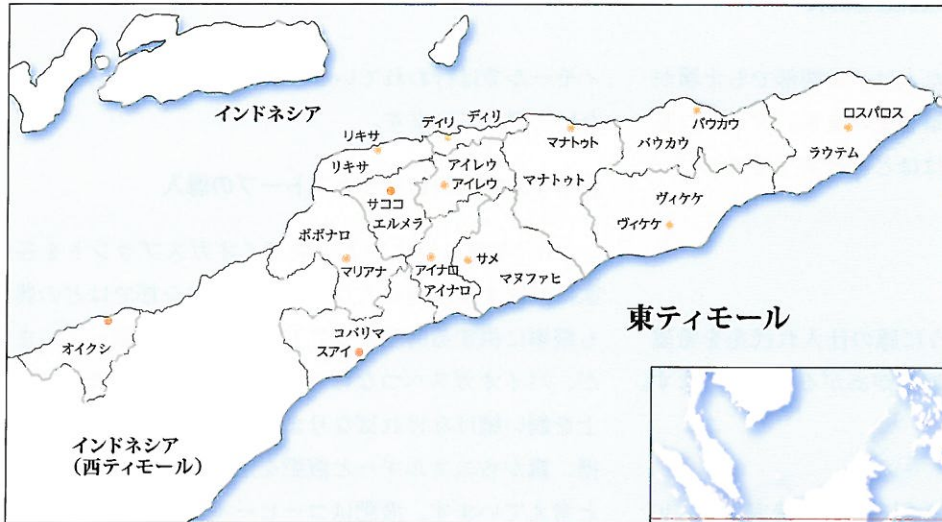 インドネシア
ディリ
ディリ
リキサ
リキサ
マナトゥト
マナトゥト
バウカウ
バウカウ
ロスパロス
ラウテム
アイレウ
アイレウ
サココ
エルメラ
ヴィケケ
ヴィケケ
ボボナロ
マリアナ
アイナロ
アイナロ
サメ
マヌファヒ
東ティモール
オイクシ
コバリマ
スアイ
インドネシア
(西ティモール)